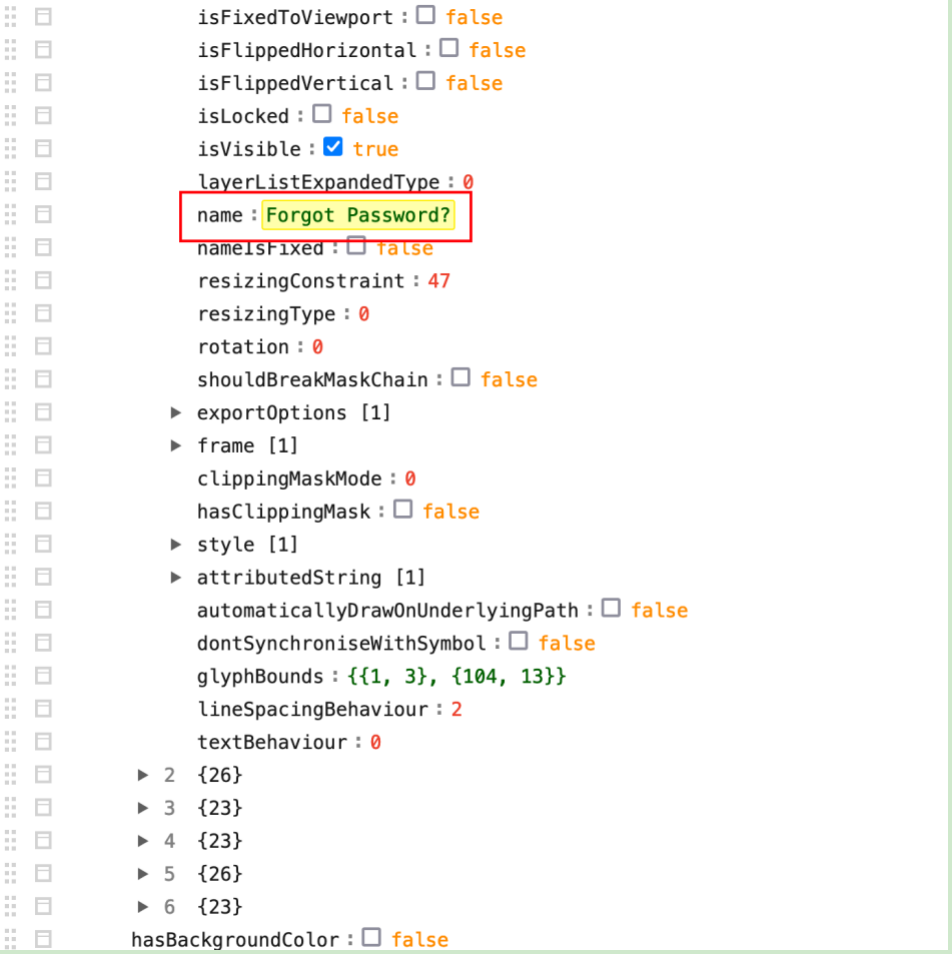 isFixedToViewport : false
isFlippedHorizontal : false
isFlippedVertical : false
isLocked : false
isVisible : true
layerListExpandedType : 0
name : Forgot Password?
nameIsFixed : false
resizingConstraint : 47
resizingType : 0
rotation : 0
shouldBreakMaskChain : false
exportOptions [1]
frame [1]
clippingMaskMode : 0
hasClippingMask : false
style [1]
attributedString [1]
automaticallyDrawOnUnderlyingPath : false
dontSynchroniseWithSymbol : false
glyphBounds : {{1, 3}, {104, 13}}
lineSpacingBehaviour : 2
textBehaviour : 0
2 {26}
3 {23}
4 {23}
5 {26}
6 {23}
hasBackgroundColor : false